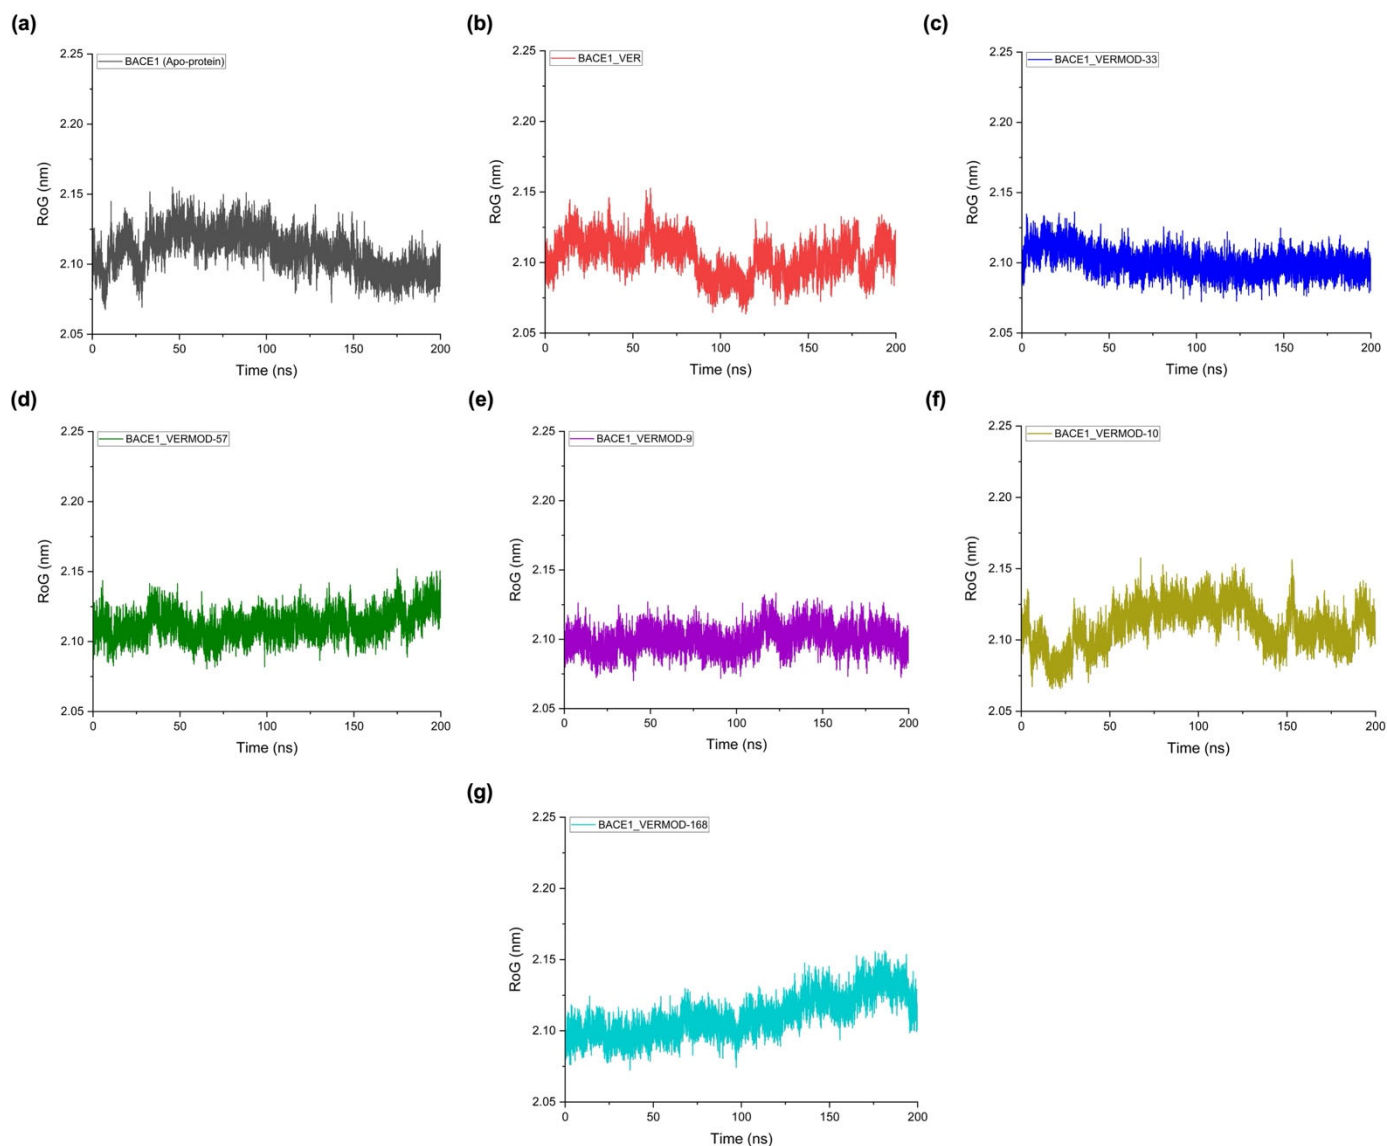 (a)
BACE1 (Apo-protein)
2.25
2.20
2.15
2.10
2.05
RoG (nm)
0
50
100
150
200
Time (ns)
(b)
BACE1_VER
2.25
2.20
2.15
2.10
2.05
RoG (nm)
0
50
100
150
200
Time (ns)
(c)
BACE1_VERMOD-33
2.25
2.20
2.15
2.10
2.05
RoG (nm)
0
50
100
150
200
Time (ns)
(d)
BACE1_VERMOD-57
2.25
2.20
2.15
2.10
2.05
RoG (nm)
0
50
100
150
200
Time (ns)
(e)
BACE1_VERMOD-9
2.25
2.20
2.15
2.10
2.05
RoG (nm)
0
50
100
150
200
Time (ns)
(f)
BACE1_VERMOD-10
2.25
2.20
2.15
2.10
2.05
RoG (nm)
0
50
100
150
200
Time (ns)
(g)
BACE1_VERMOD-168
2.25
2.20
2.15
2.10
2.05
RoG (nm)
0
50
100
150
200
Time (ns)